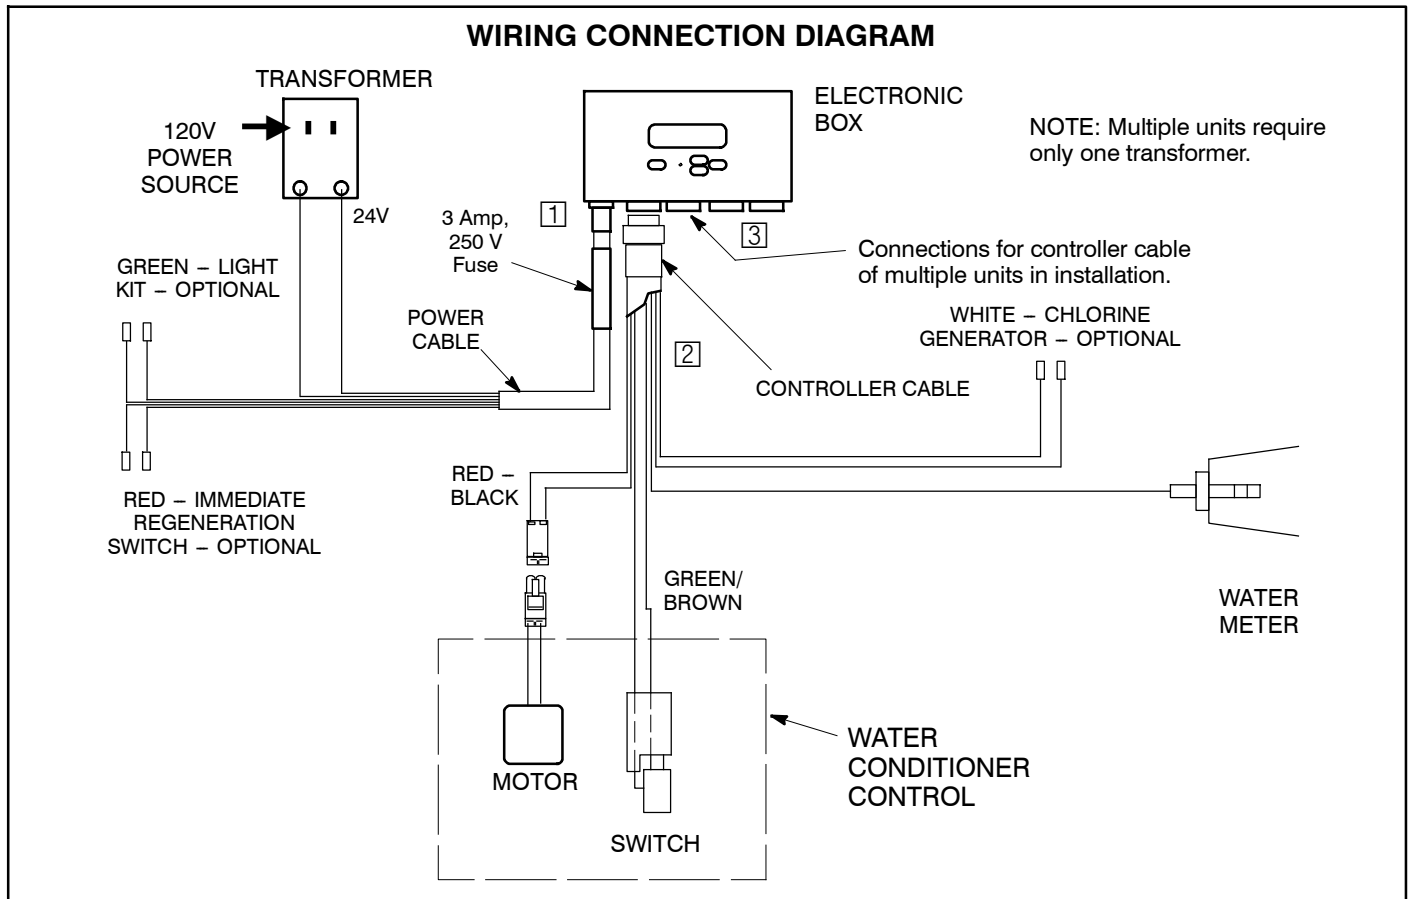 WIRING CONNECTION DIAGRAM
TRANSFORMER
120V
POWER
SOURCE
24V
ELECTRONIC
BOX
NOTE: Multiple units require
only one transformer.
1
3 Amp,
250 V
Fuse
3
Connections for controller cable
of multiple units in installation.
GREEN – LIGHT
KIT – OPTIONAL
POWER
CABLE
2
CONTROLLER CABLE
WHITE – CHLORINE
GENERATOR – OPTIONAL
RED – IMMEDIATE
REGENERATION
SWITCH – OPTIONAL
RED –
BLACK
GREEN/
BROWN
WATER
METER
MOTOR
SWITCH
WATER
CONDITIONER
CONTROL